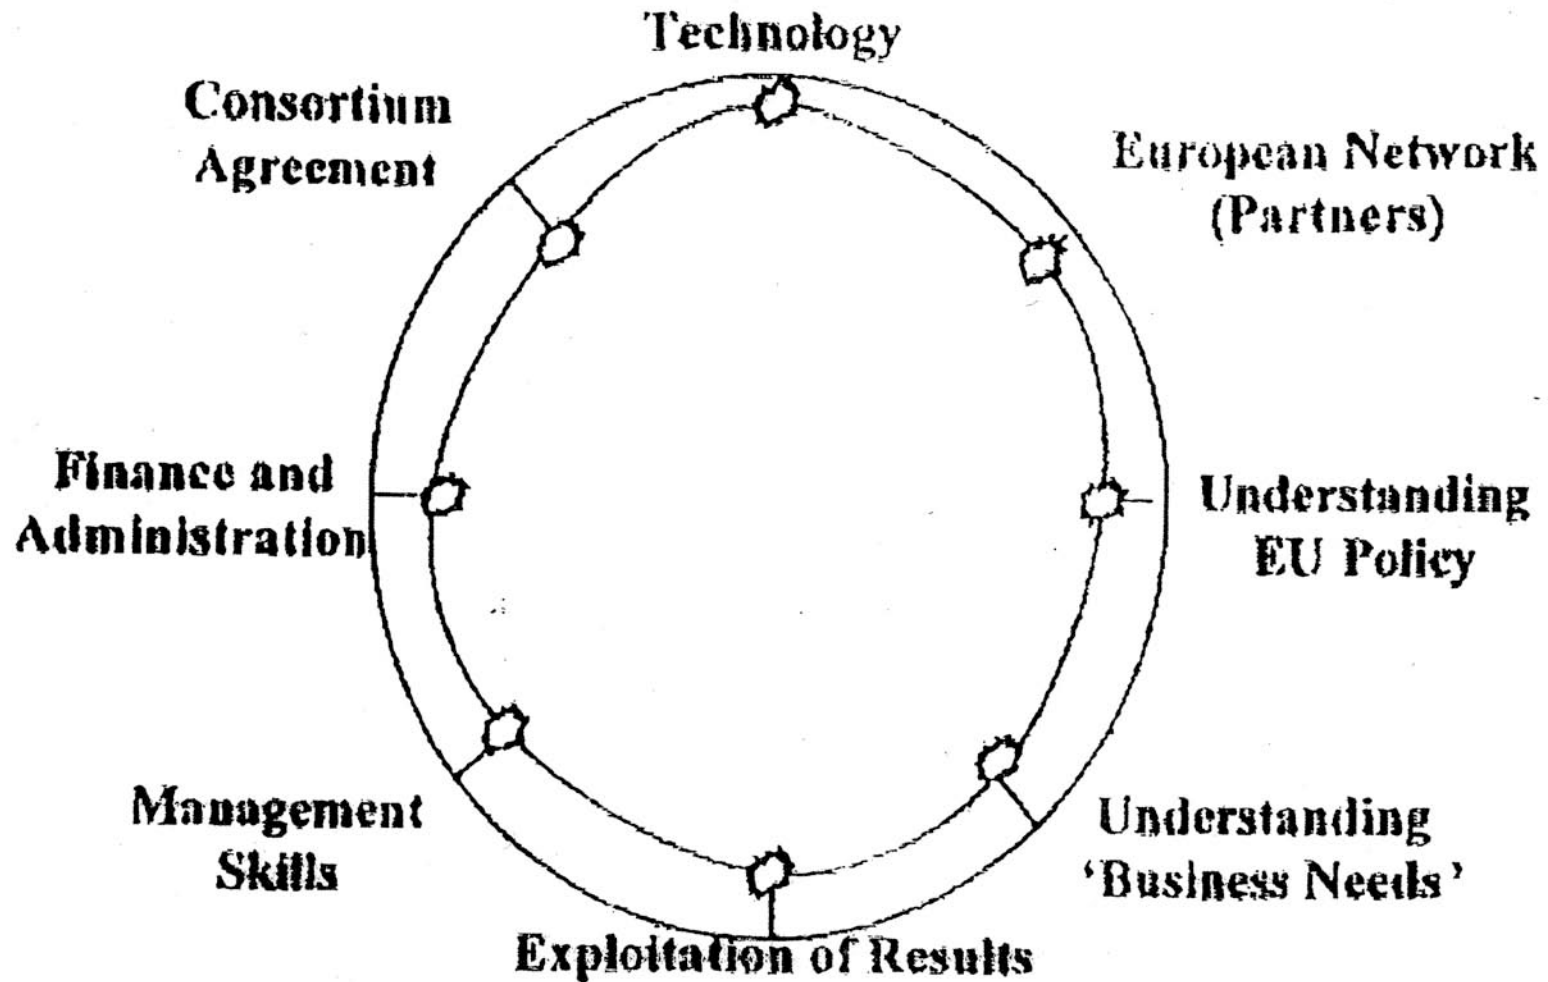 Technology
Consortium
Agreement
European Network
(Partners)
Finance and
Administration
Understanding
EU Policy
Management
Skills
Understanding
‘Business Needs’
Exploitation of Results